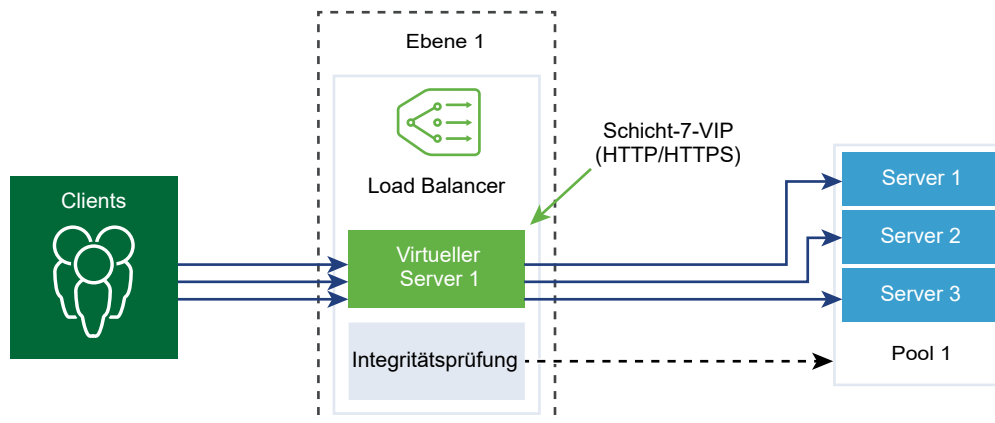 Ebene 1
Load Balancer
Schicht-7-VIP
(HTTP/HTTPS)
Clients
Virtueller
Server 1
Integritätsprüfung
Server 1
Server 2
Server 3
Pool 1